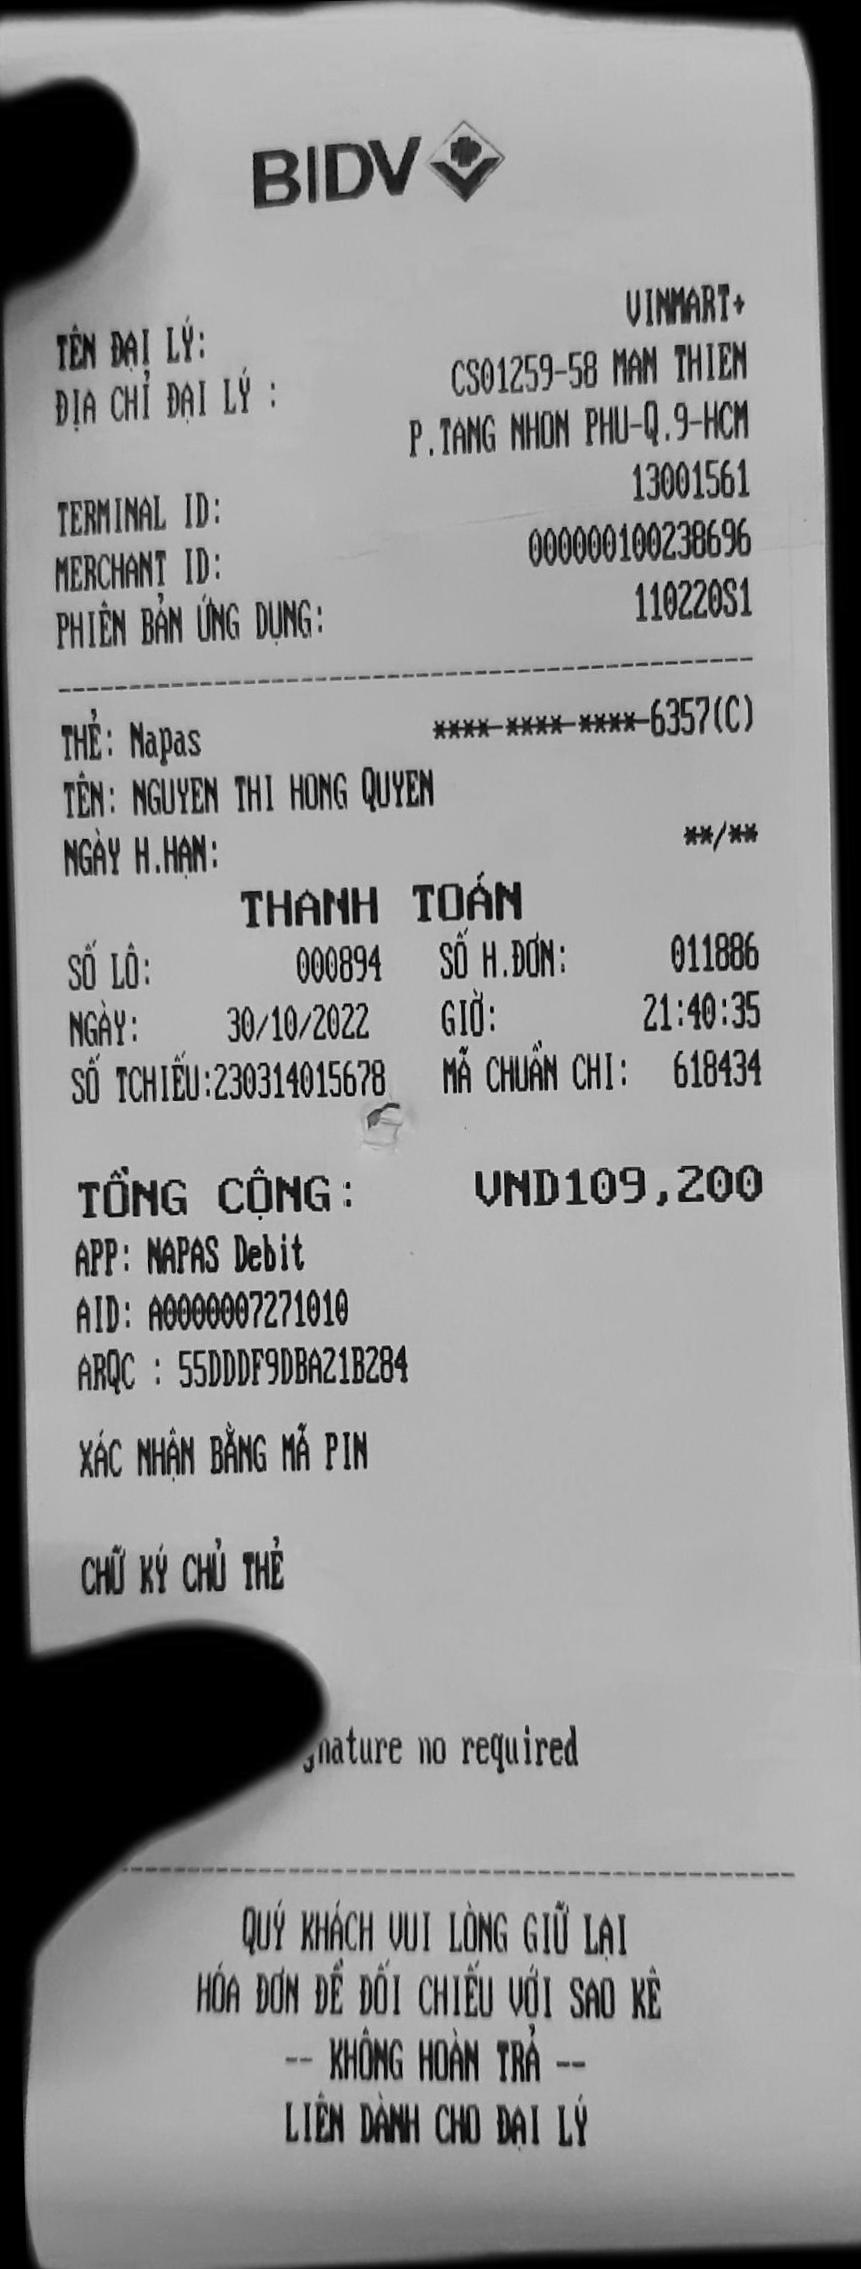 BIDV
TÊN ĐẠI LÝ: VINMART+
ĐỊA CHỈ ĐẠI LÝ : CS01259-58 MAN THIEN
P.TANG NHON PHU-Q.9-HCM
TERMINAL ID: 13001561
MERCHANT ID: 000000100238696
PHIÊN BẢN ỨNG DỤNG: 110220S1
THẺ: Napas ****-****-****-6357(C)
TÊN: NGUYEN THI HONG QUYEN
NGÀY H.HẠN: **/**
THANH TOÁN
SỐ LÔ: 000894 SỐ H.ĐƠN: 011886
NGÀY: 30/10/2022 GIỜ: 21:40:35
SỐ TCHIẾU:230314015678 MÃ CHUẨN CHI: 618434
TỔNG CỘNG: VND109,200
APP: NAPAS Debit
AID: A0000007271010
ARQC : 55DDDF9DBA21B284
XÁC NHẬN BẰNG MÃ PIN
CHỮ KÝ CHỦ THẺ
no required
QUÝ KHÁCH VUI LÒNG GIỮ LẠI
HÓA ĐƠN ĐỂ ĐỐI CHIẾU VỚI SAO KÊ
-- KHÔNG HOÀN TRẢ --
LIÊN DÀNH CHO ĐẠI LÝ